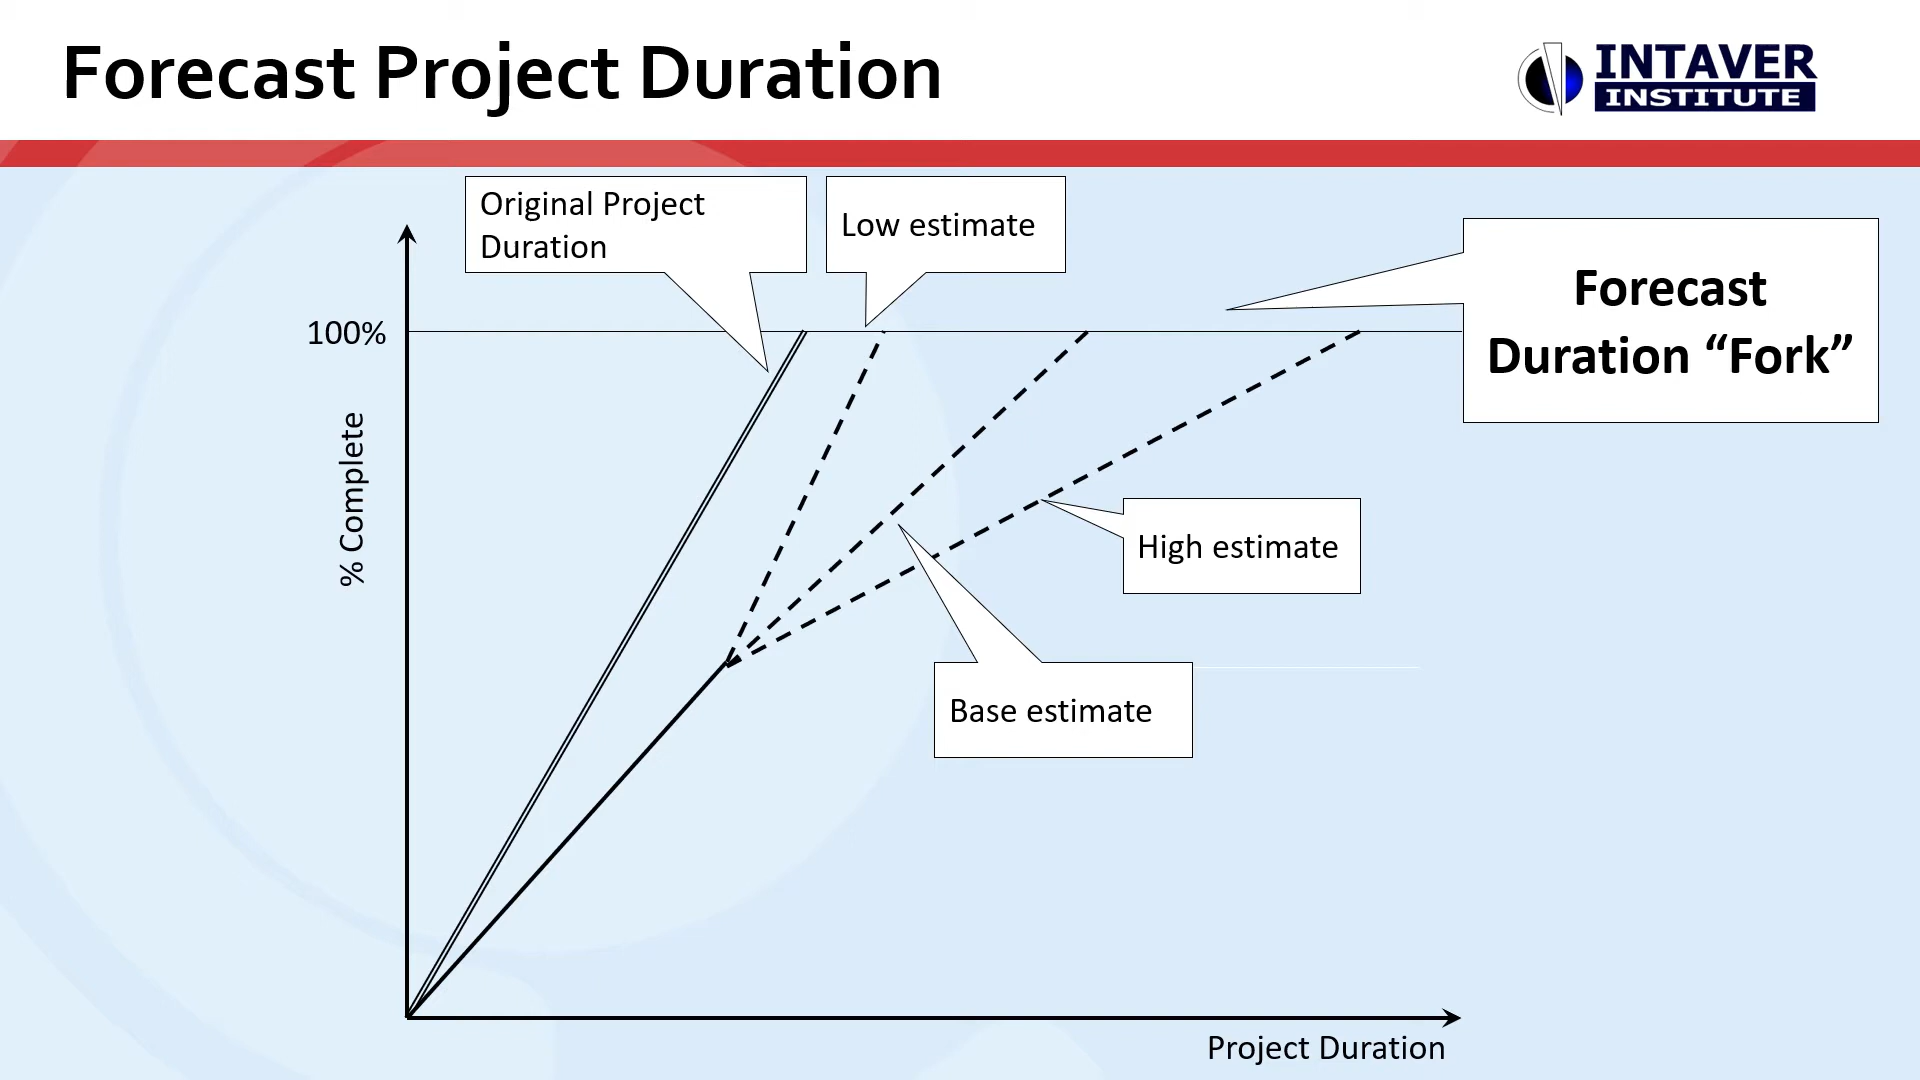 Forecast Project Duration
INTAVER
INSTITUTE
Original Project
Duration
Low estimate
Forecast
Duration “Fork”
100%
% Complete
High estimate
Base estimate
Project Duration